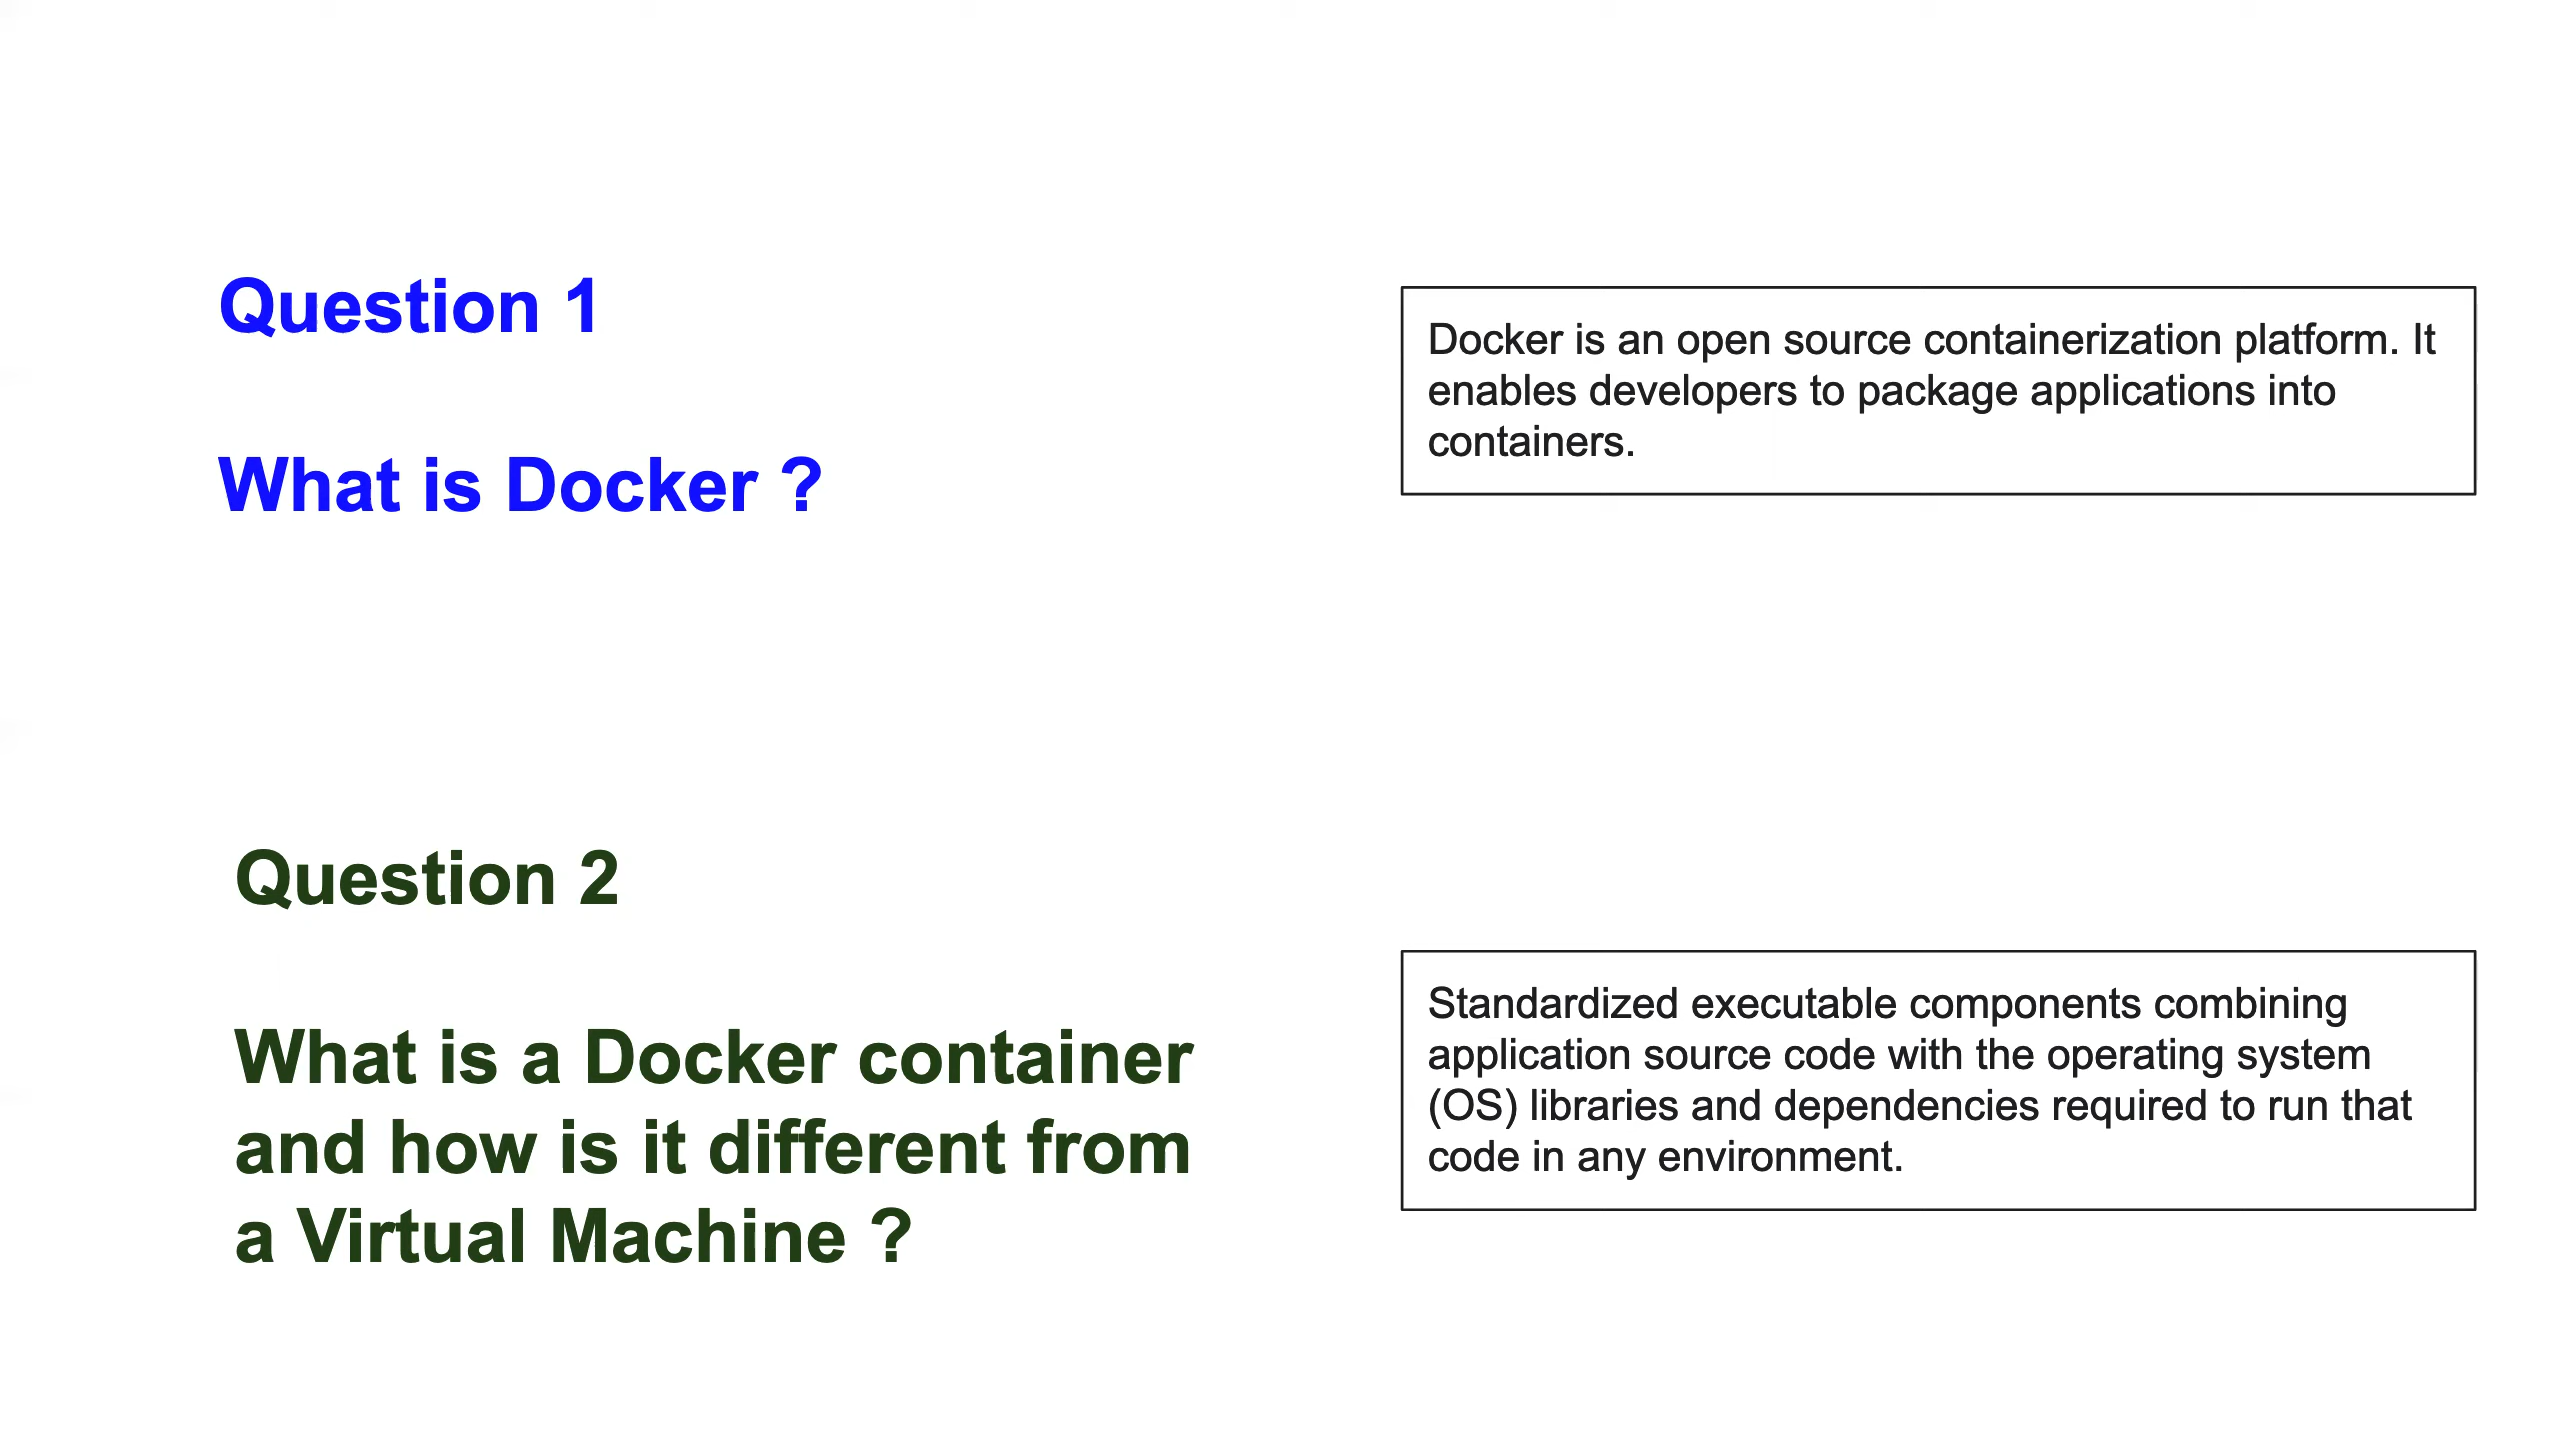 Question 1
What is Docker ?
Docker is an open source containerization platform. It
enables developers to package applications into
containers.
Question 2
What is a Docker container
and how is it different from
a Virtual Machine ?
Standardized executable components combining
application source code with the operating system
(OS) libraries and dependencies required to run that
code in any environment.